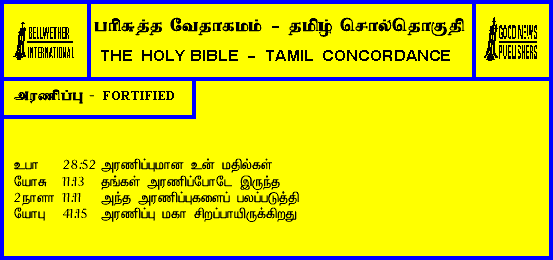 BELLWETHER
INTERNATIONAL
பரிசுத்த வேதாகமம் - தமிழ் சொல்தொகுதி
THE HOLY BIBLE - TAMIL CONCORDANCE
GOOD NEWS
PUBLISHERS
அரணிப்பு - FORTIFIED
உபா 28:52 அரணிப்புமான உன் மதில்கள்
யோசு 11:13 தங்கள் அரணிப்போடே இருந்த
2நாளா 11:11 அந்த அரணிப்புகளைப் பலப்படுத்தி
யோபு 41:15 அரணிப்பு மகா சிறப்பாயிருக்கிறது